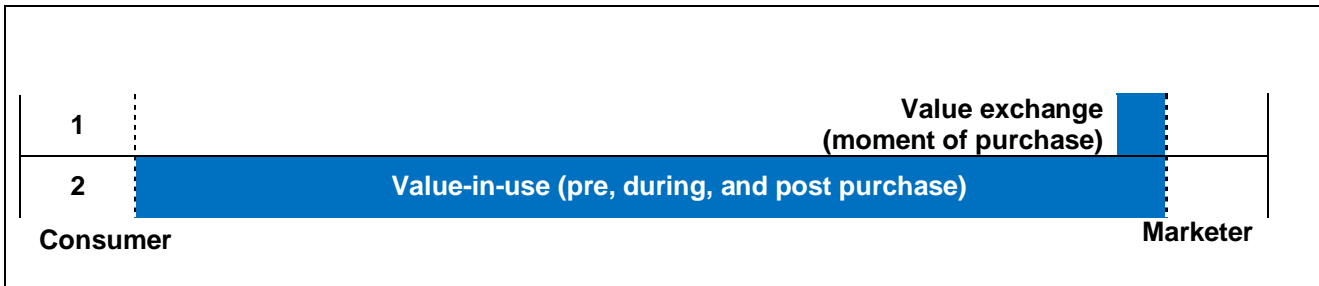 1
Value exchange
(moment of purchase)
2
Value-in-use (pre, during, and post purchase)
Consumer
Marketer